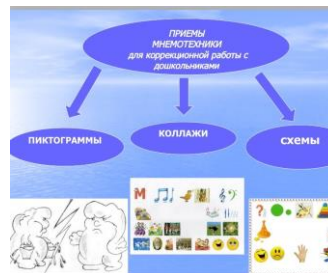 ПРИЕМЫ
МНЕМОТЕХНИКИ
для коррекционной работы с
дошкольниками
ПИКТОГРАММЫ
КОЛЛАЖИ
схемы
М
?